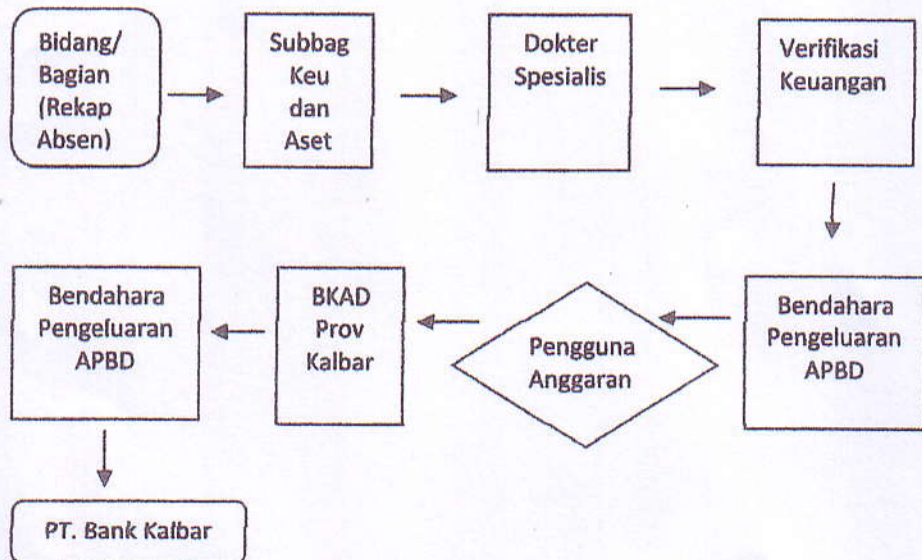 Bidang/
Bagian
(Rekap
Absen)
Subbag
Keu
dan
Aset
Dokter
Spesialis
Verifikasi
Keuangan
Bendahara
Pengeluaran
APBD
Pengguna
Anggaran
BKAD
Prov
Kalbar
Bendahara
Pengeluaran
APBD
PT. Bank Kalbar